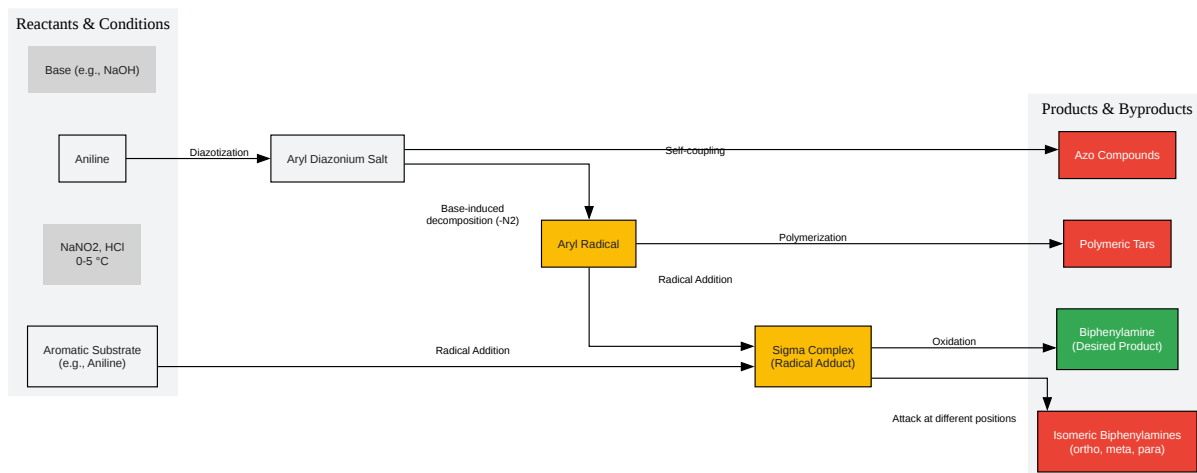 Reactants & Conditions
Base (e.g., NaOH)
Products & Byproducts
Aniline
Diazotization
Aryl Diazonium Salt
Self-coupling
Azo Compounds
Base-induced
decomposition (-N2)
NaNO2, HCl
0-5 °C
Aryl Radical
Polymerization
Polymeric Tars
Radical Addition
Aromatic Substrate
(e.g., Aniline)
Radical Addition
Sigma Complex
(Radical Adduct)
Oxidation
Biphenylamine
(Desired Product)
Attack at different positions
Isomeric Biphenylamines
(ortho, meta, para)